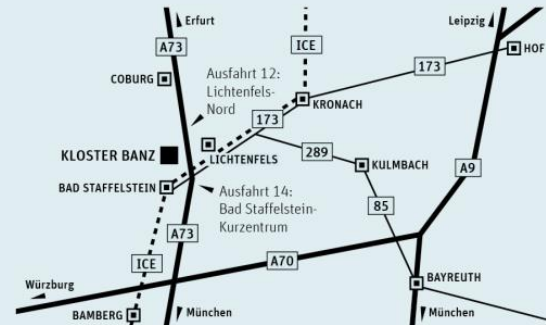 Erfurt
Leipzig
A73
ICE
HOF
COBURG
Ausfahrt 12:
Lichtenfels-
Nord
173
KRONACH
173
KLOSTER BANZ
LICHTENFELS
289
KULMBACH
A9
BAD STAFFELSTEIN
Ausfahrt 14:
Bad Staffelstein-
Kurzentrum
85
A73
ICE
A70
Würzburg
BAYREUTH
BAMBERG
München
München